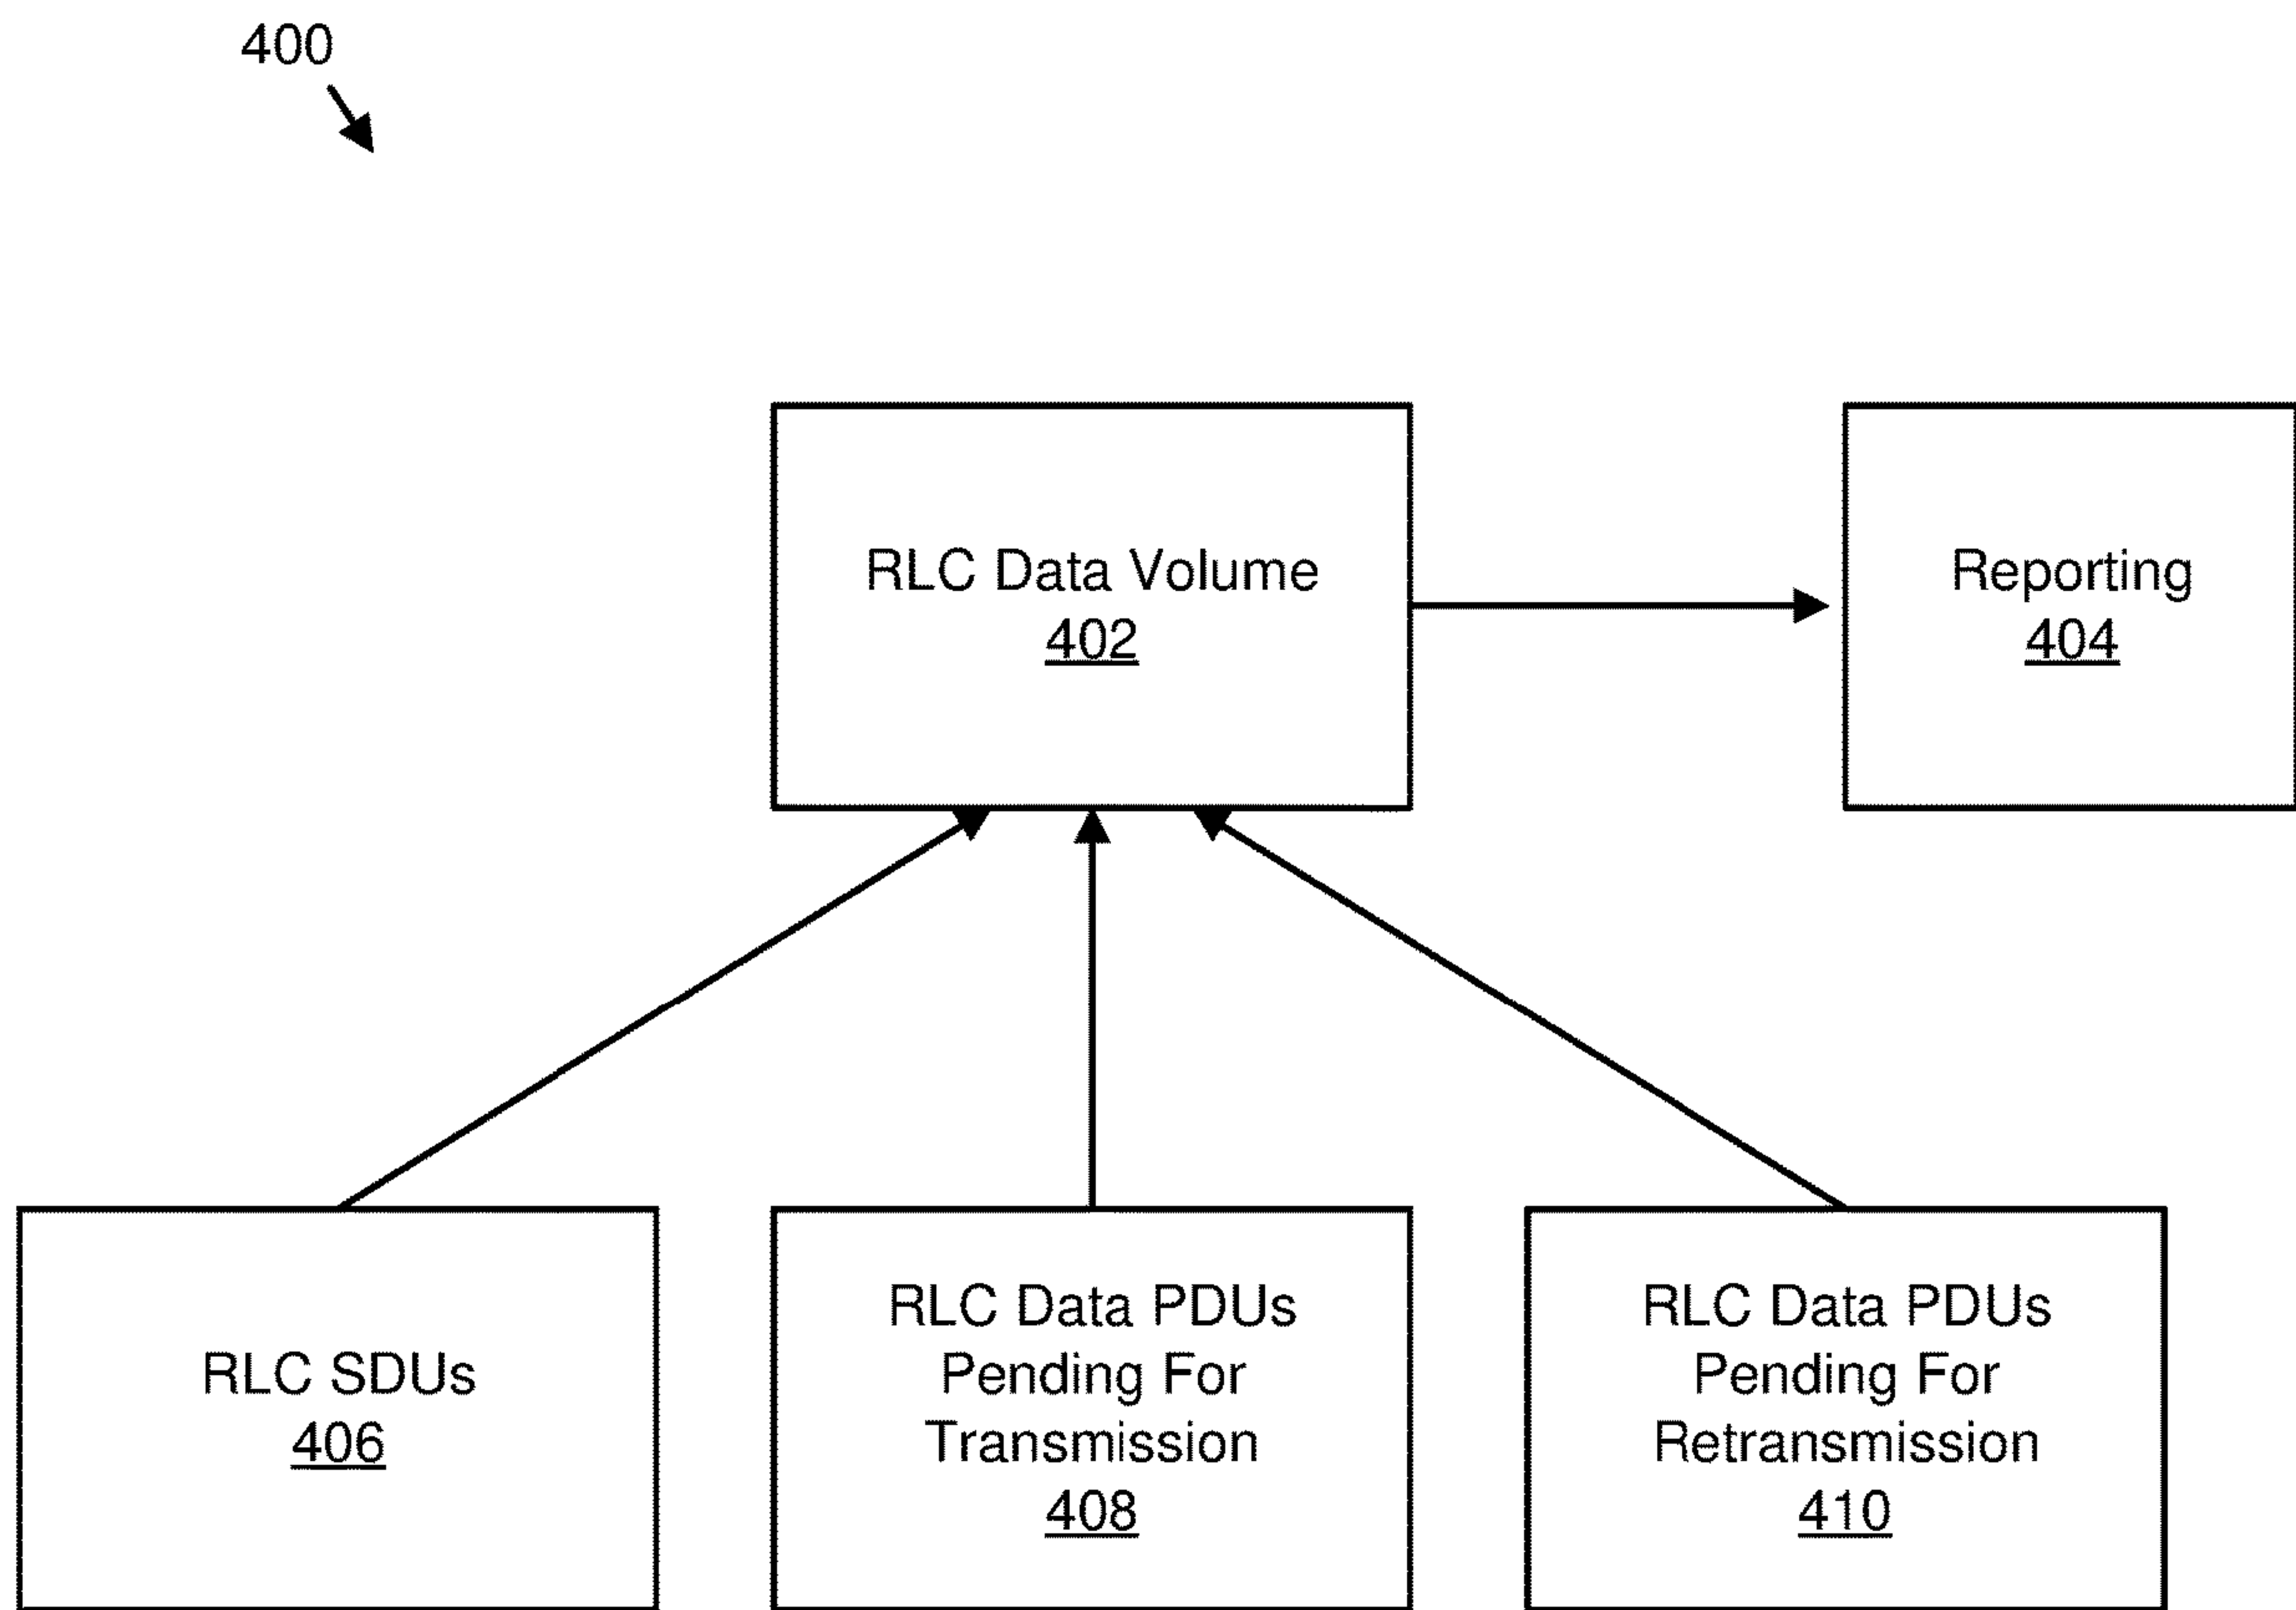 400
RLC Data Volume
402
Reporting
404
RLC SDUs
406
RLC Data PDUs
Pending For
Transmission
408
RLC Data PDUs
Pending For
Retransmission
410